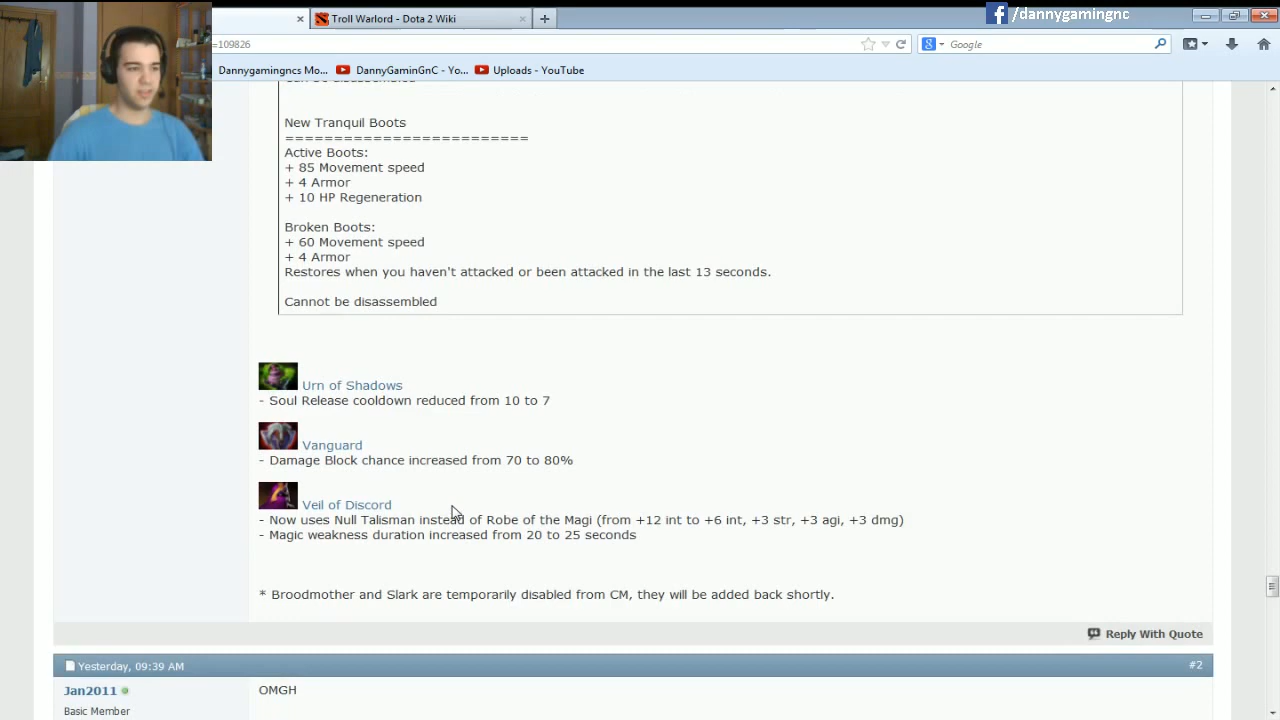 Troll Warlord - Dota 2 Wiki
/dannygamingnc
=109826
Google
Dannygamingncs Mo...
DannyGaminGnC - Yo...
Uploads - YouTube
New Tranquil Boots
=========================
Active Boots:
+ 85 Movement speed
+ 4 Armor
+ 10 HP Regeneration
Broken Boots:
+ 60 Movement speed
+ 4 Armor
Restores when you haven't attacked or been attacked in the last 13 seconds.
Cannot be disassembled
Urn of Shadows
- Soul Release cooldown reduced from 10 to 7
Vanguard
- Damage Block chance increased from 70 to 80%
Veil of Discord
- Now uses Null Talisman instead of Robe of the Magi (from +12 int to +6 int, +3 str, +3 agi, +3 dmg)
- Magic weakness duration increased from 20 to 25 seconds
* Broodmother and Slark are temporarily disabled from CM, they will be added back shortly.
Reply With Quote
Yesterday, 09:39 AM
#2
Jan2011
OMGH
Basic Member